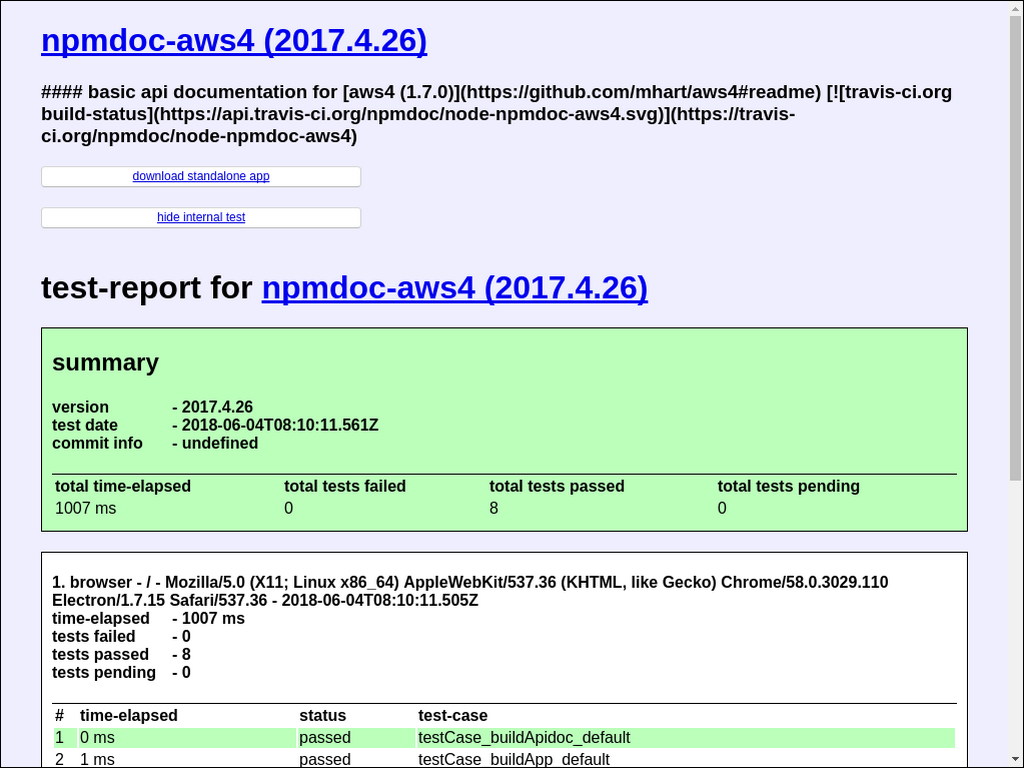 npmdoc-aws4 (2017.4.26)
#### basic api documentation for [aws4 (1.7.0)](https://github.com/mhart/aws4#readme) [![travis-ci.org
build-status](https://api.travis-ci.org/npmdoc/node-npmdoc-aws4.svg)](https://travis-
ci.org/npmdoc/node-npmdoc-aws4)
download standalone app
hide internal test
test-report for npmdoc-aws4 (2017.4.26)
summary
version - 2017.4.26
test date - 2018-06-04T08:10:11.561Z
commit info - undefined
total time-elapsed total tests failed total tests passed total tests pending
1007 ms 0 8 0
1. browser - / - Mozilla/5.0 (X11; Linux x86_64) AppleWebKit/537.36 (KHTML, like Gecko) Chrome/58.0.3029.110
Electron/1.7.15 Safari/537.36 - 2018-06-04T08:10:11.505Z
time-elapsed - 1007 ms
tests failed - 0
tests passed - 8
tests pending - 0
# time-elapsed status test-case
1 0 ms passed testCase_buildApidoc_default
2 1 ms passed testCase_buildApp_default